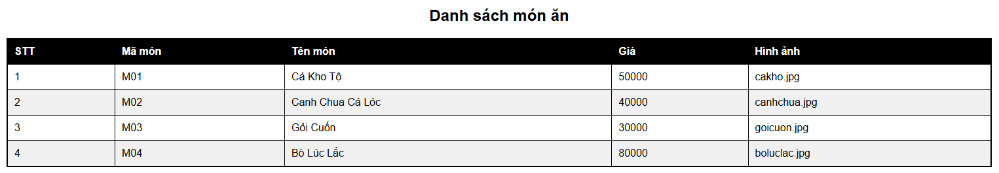 Danh sách món ăn
STT Mã món Tên món Giá Hình ảnh
1 M01 Cá Kho Tộ 50000 cakho.jpg
2 M02 Canh Chua Cá Lóc 40000 canhchua.jpg
3 M03 Gỏi Cuốn 30000 goicuon.jpg
4 M04 Bò Lúc Lắc 80000 boluclac.jpg